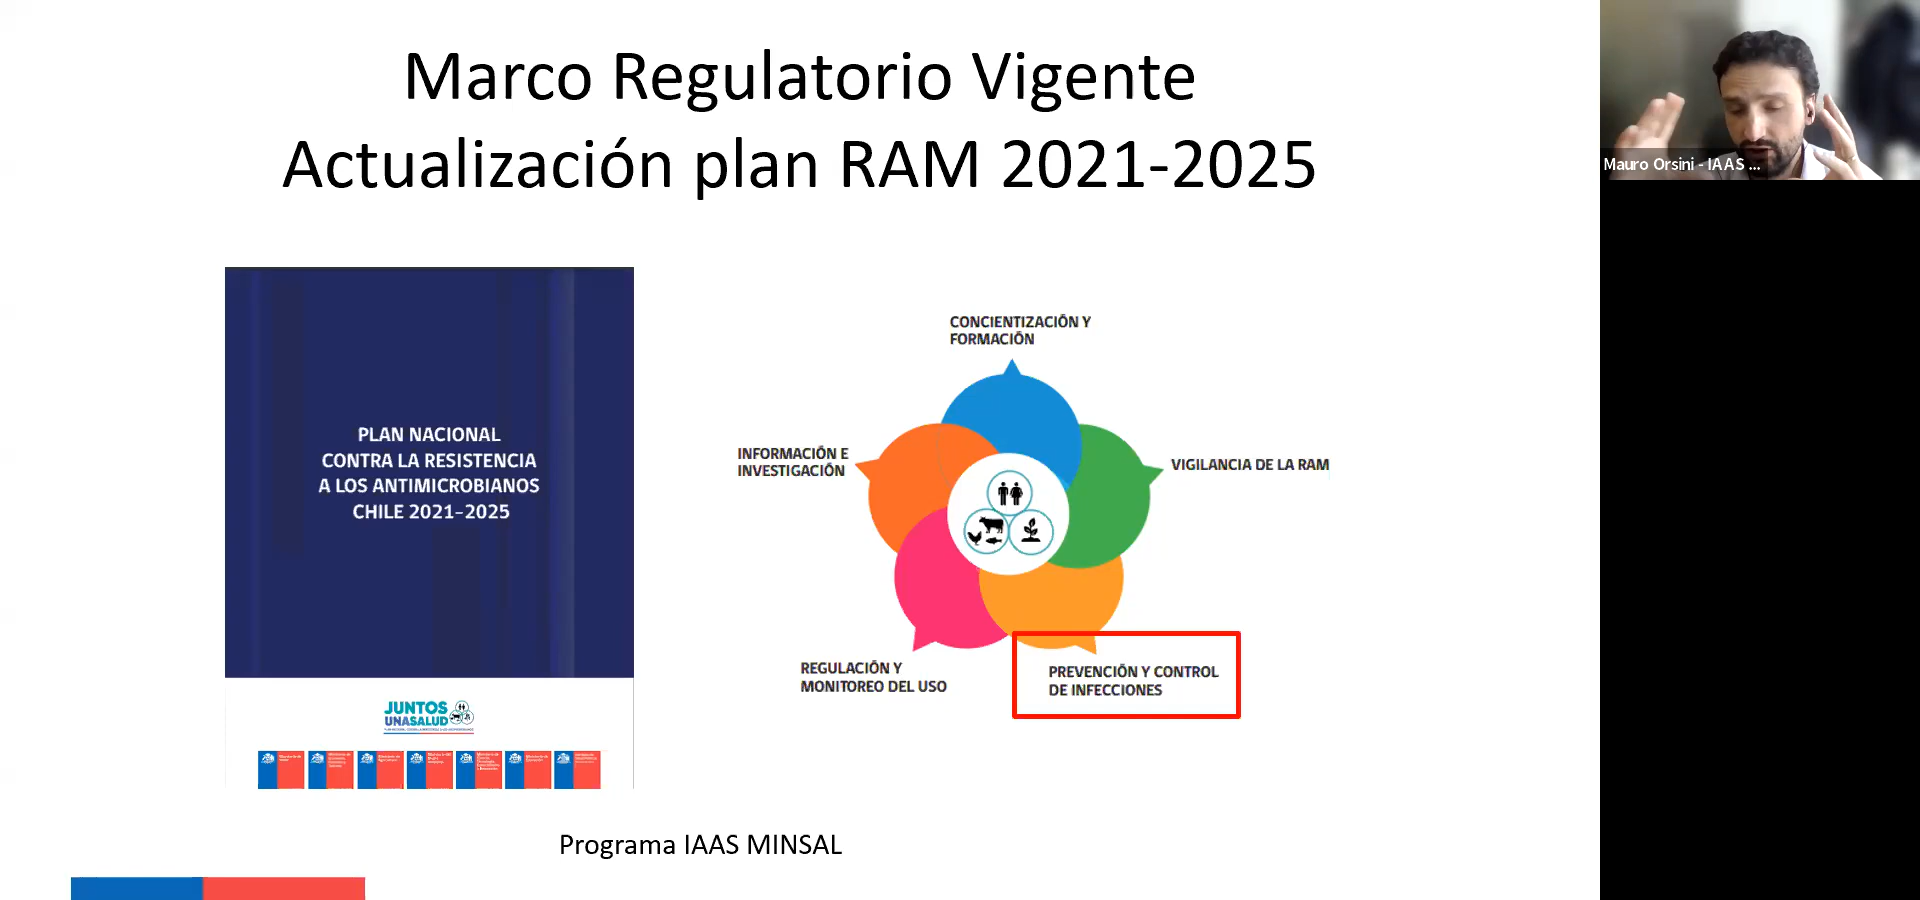 Marco Regulatorio Vigente
Actualización plan RAM 2021-2025
PLAN NACIONAL
CONTRA LA RESISTENCIA
A LOS ANTIMICROBIANOS
CHILE 2021-2025
JUNTOS
UNASALUD
CONCIENTIZACIÓN Y
FORMACIÓN
INFORMACIÓN E
INVESTIGACIÓN
VIGILANCIA DE LA RAM
REGULACIÓN Y
MONITOREO DEL USO
PREVENCIÓN Y CONTROL
DE INFECCIONES
Programa IAAS MINSAL
Mauro Orsini - IAAS ...